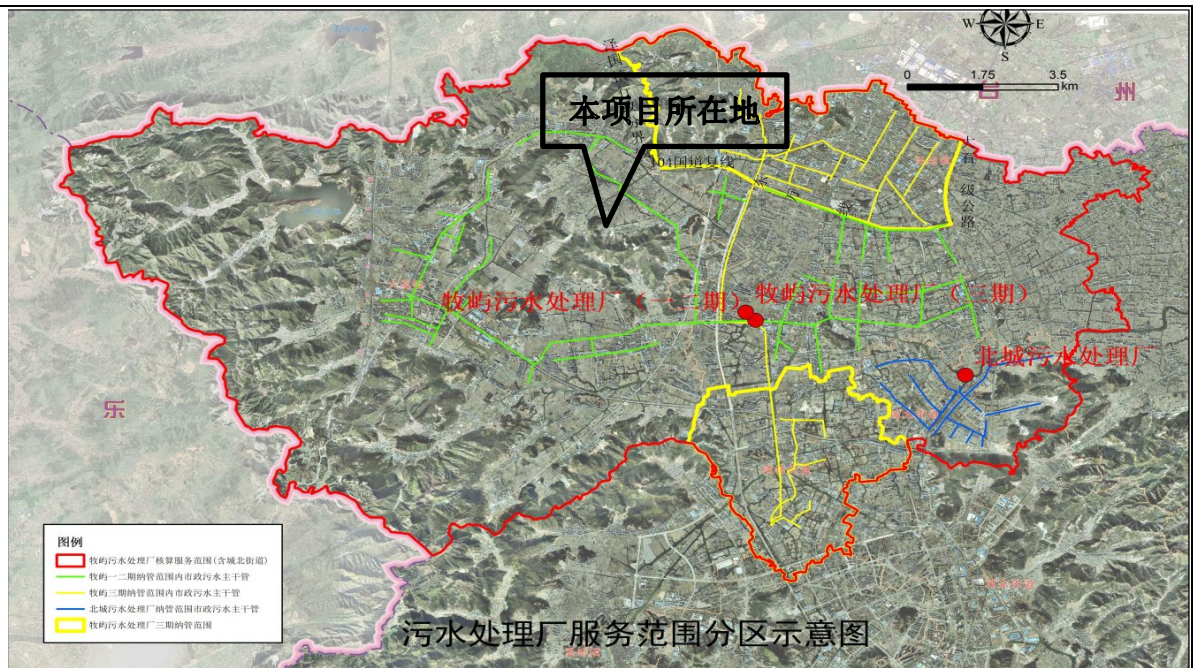 W
E
S
0 1.75 3.5
km
台 州
本项目所在地
104国道复线
一级公路
牧屿污水处理厂（一二期）
牧屿污水处理厂（三期）
北城污水处理厂
乐
图例
牧屿污水处理厂核算服务范围(含城北街道)
牧屿一二期纳管范围内市政污水主干管
牧屿三期纳管范围内市政污水主干管
北城污水处理厂纳管范围市政污水主干管
牧屿污水处理厂三期纳管范围
污水处理厂服务范围分区示意图